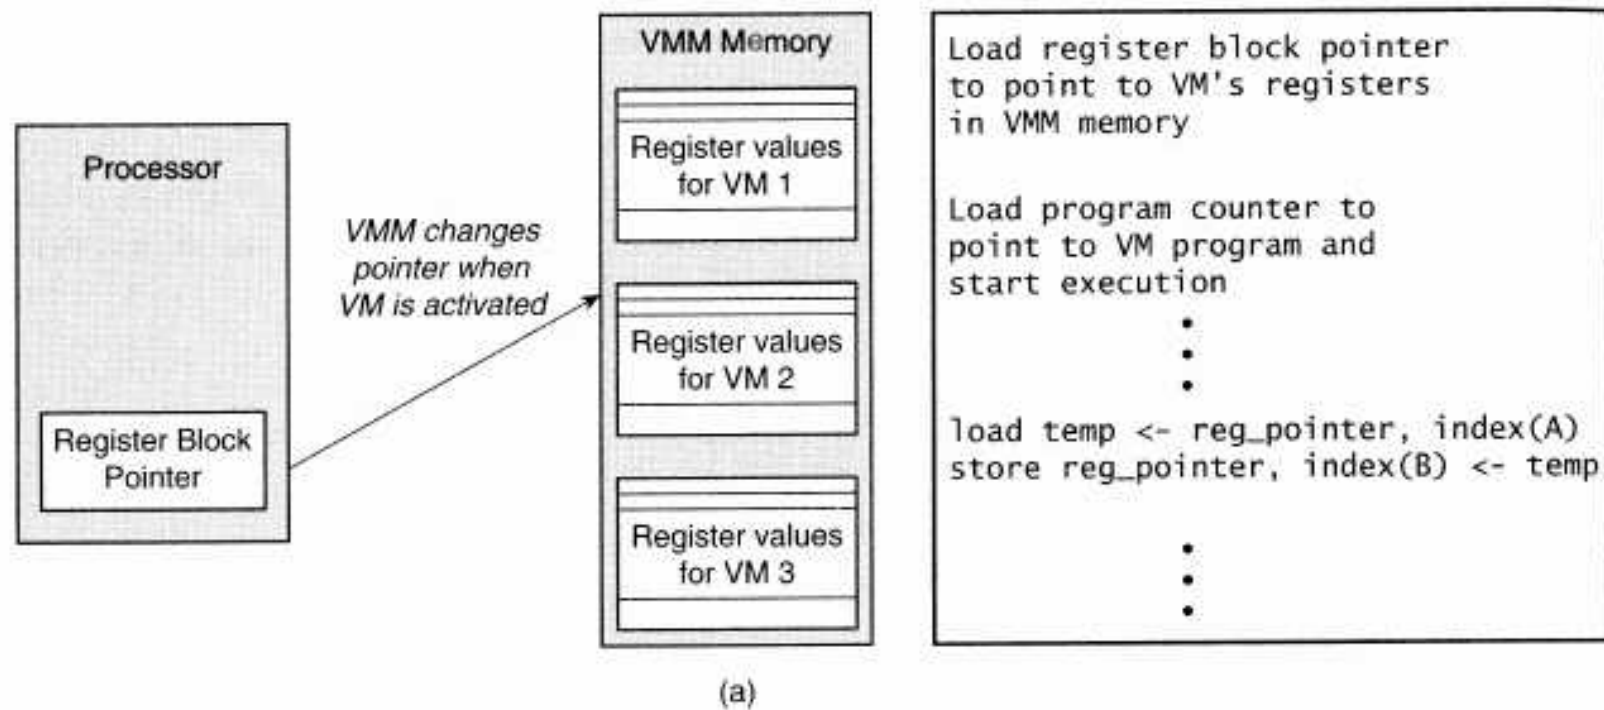 Processor
Register Block
Pointer
VMM changes
pointer when
VM is activated
VMM Memory
Register values
for VM 1
Register values
for VM 2
Register values
for VM 3
Load register block pointer
to point to VM's registers
in VMM memory
Load program counter to
point to VM program and
start execution
load temp <- reg_pointer, index(A)
store reg_pointer, index(B) <- temp
(a)